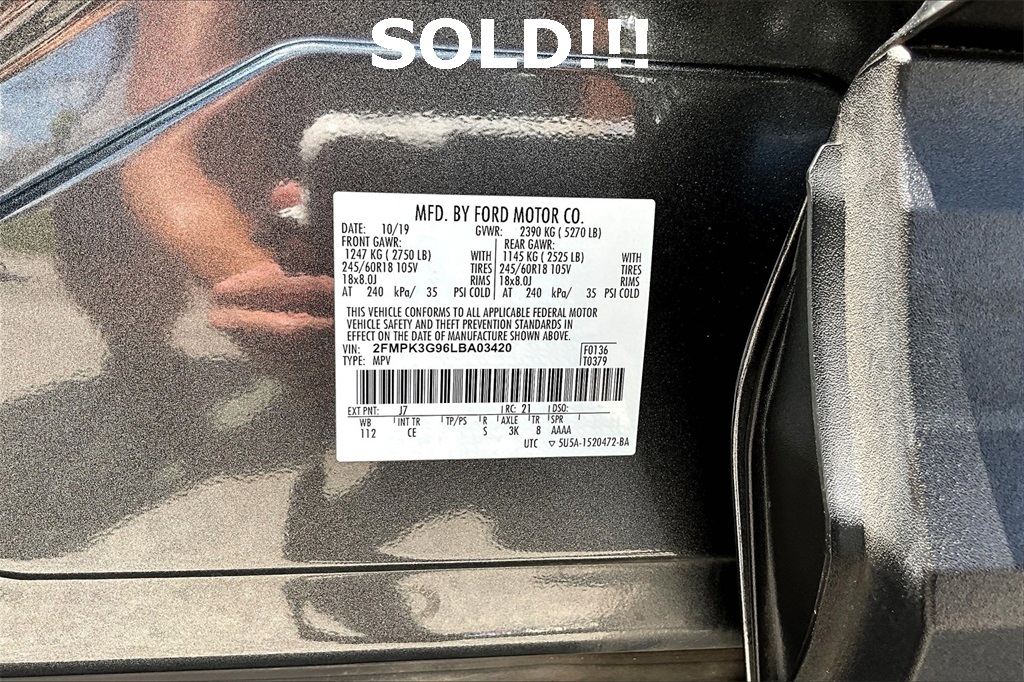 SOLD!!!
MFD. BY FORD MOTOR CO.
DATE: 10/19 GVWR: 2390 KG ( 5270 LB)
FRONT GAWR: REAR GAWR:
1247 KG ( 2750 LB) WITH 1145 KG ( 2525 LB) WITH
245/60R18 105V TIRES 245/60R18 105V TIRES
18x8.0J RIMS 18x8.0J RIMS
AT 240 kPa/ 35 PSI COLD AT 240 kPa/ 35 PSI COLD
THIS VEHICLE CONFORMS TO ALL APPLICABLE FEDERAL MOTOR
VEHICLE SAFETY AND THEFT PREVENTION STANDARDS IN
EFFECT ON THE DATE OF MANUFACTURE SHOWN ABOVE.
VIN: 2FMPK3G96LBA03420 F0136
TYPE: MPV T0379
EXT PNT: J7 RC: 21 DSO:
WB INT TR TP/PS R AXLE TR SPR
112 CE S 3K 8 AAAA
UTC ▽ 5U5A-1520472-BA